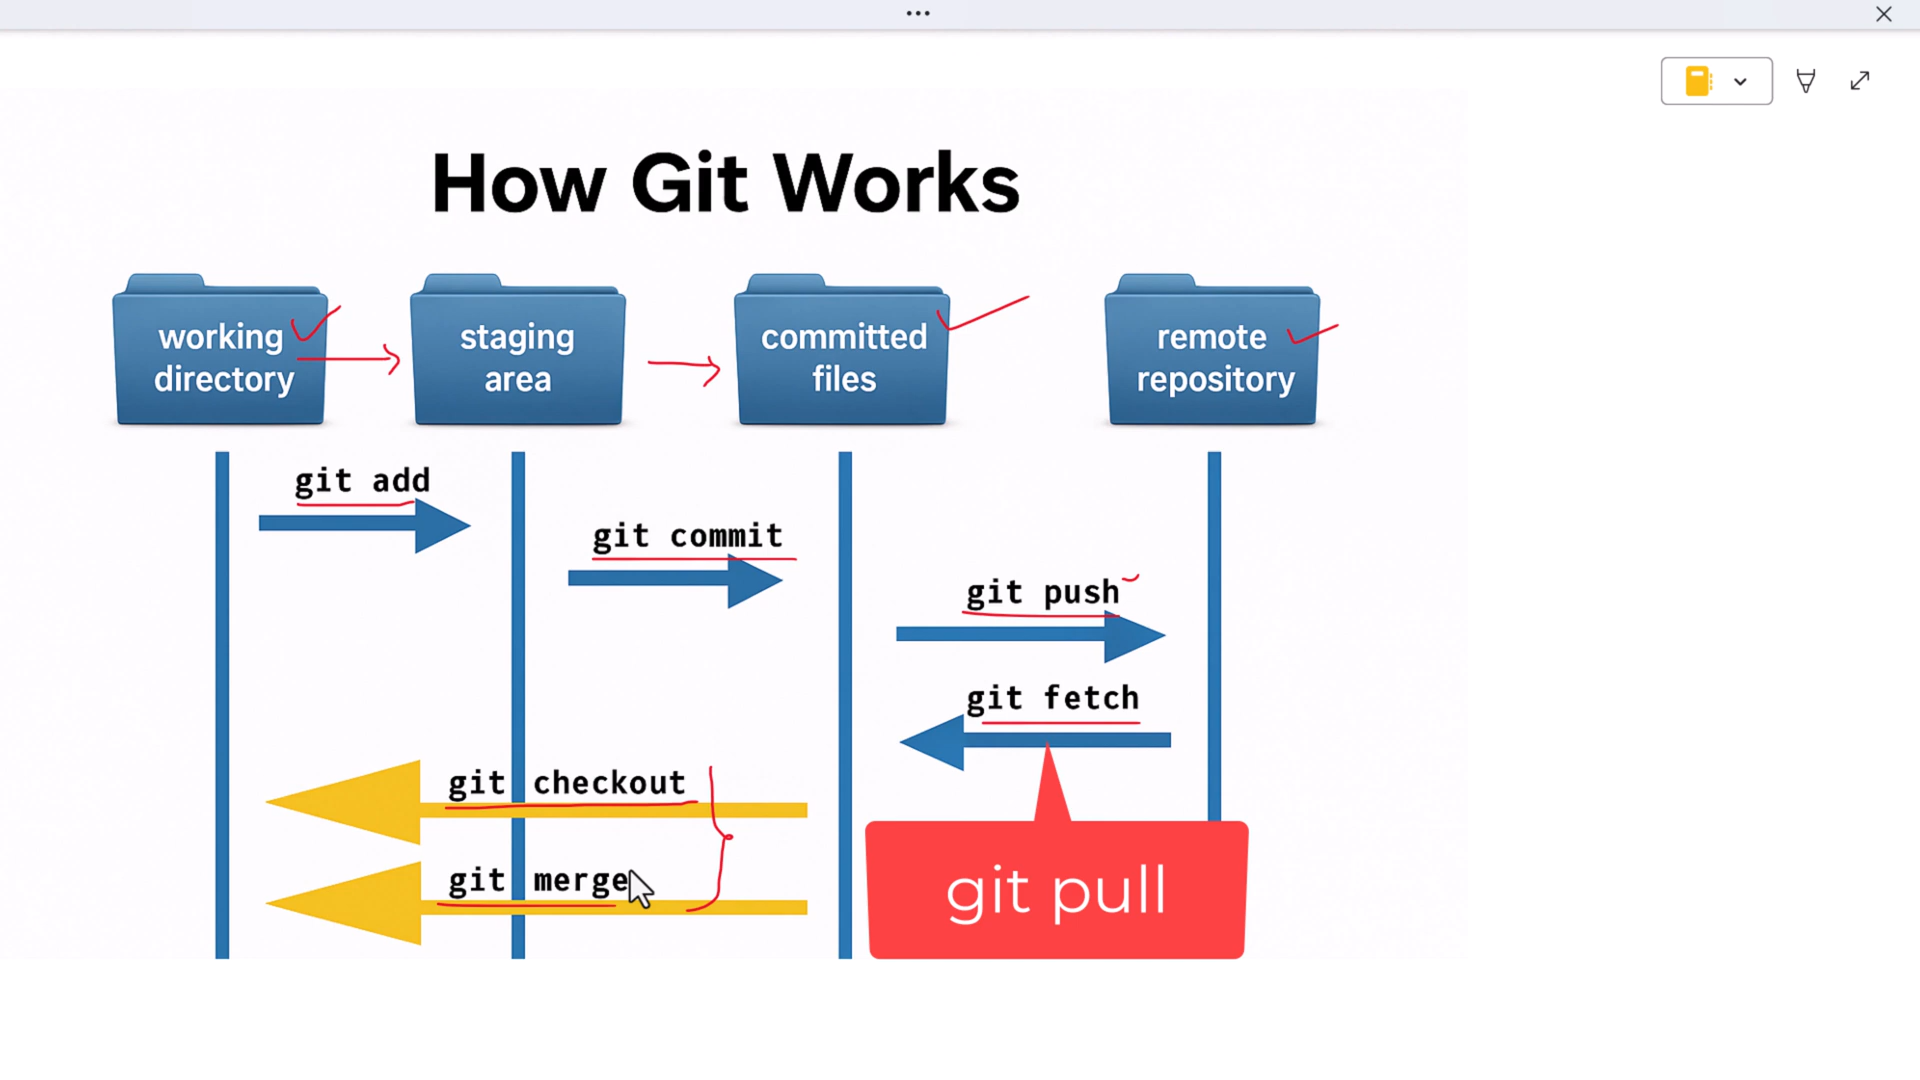 How Git Works
working
directory
staging
area
committed
files
remote
repository
git add
git commit
git push
git fetch
git checkout
git merge
git pull